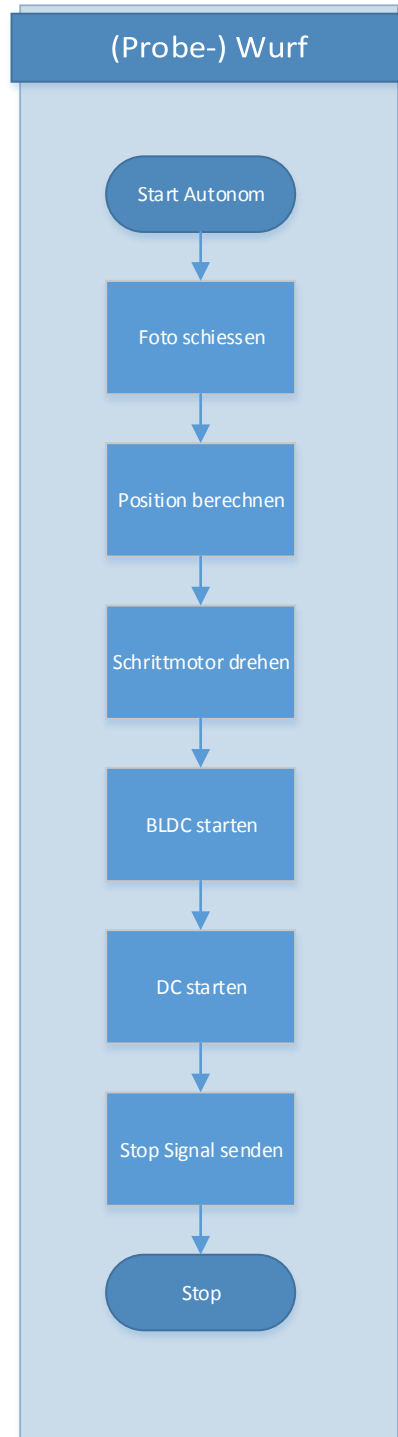 (Probe-) Wurf
Start Autonom
Foto schiessen
Position berechnen
Schrittmotor drehen
BLDC starten
DC starten
Stop Signal senden
Stop